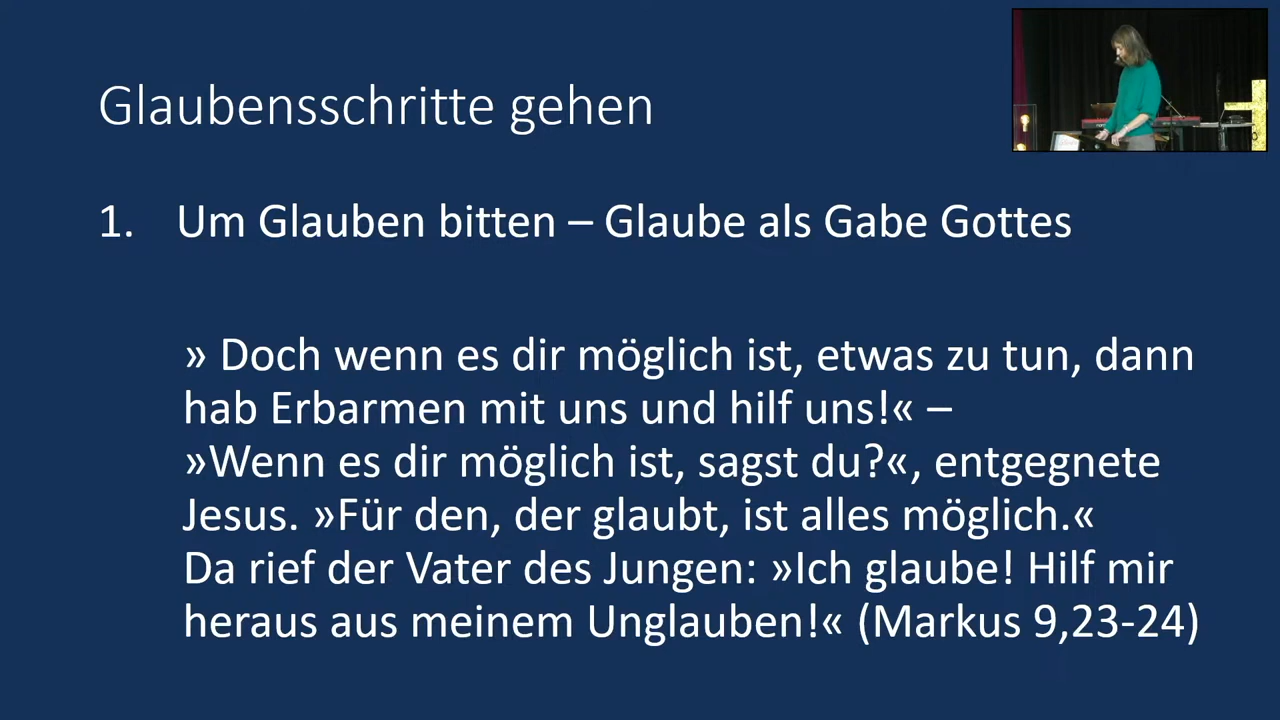 Glaubensschritte gehen
1. Um Glauben bitten – Glaube als Gabe Gottes
» Doch wenn es dir möglich ist, etwas zu tun, dann
hab Erbarmen mit uns und hilf uns!« –
»Wenn es dir möglich ist, sagst du?«, entgegnete
Jesus. »Für den, der glaubt, ist alles möglich.«
Da rief der Vater des Jungen: »Ich glaube! Hilf mir
heraus aus meinem Unglauben!« (Markus 9,23-24)